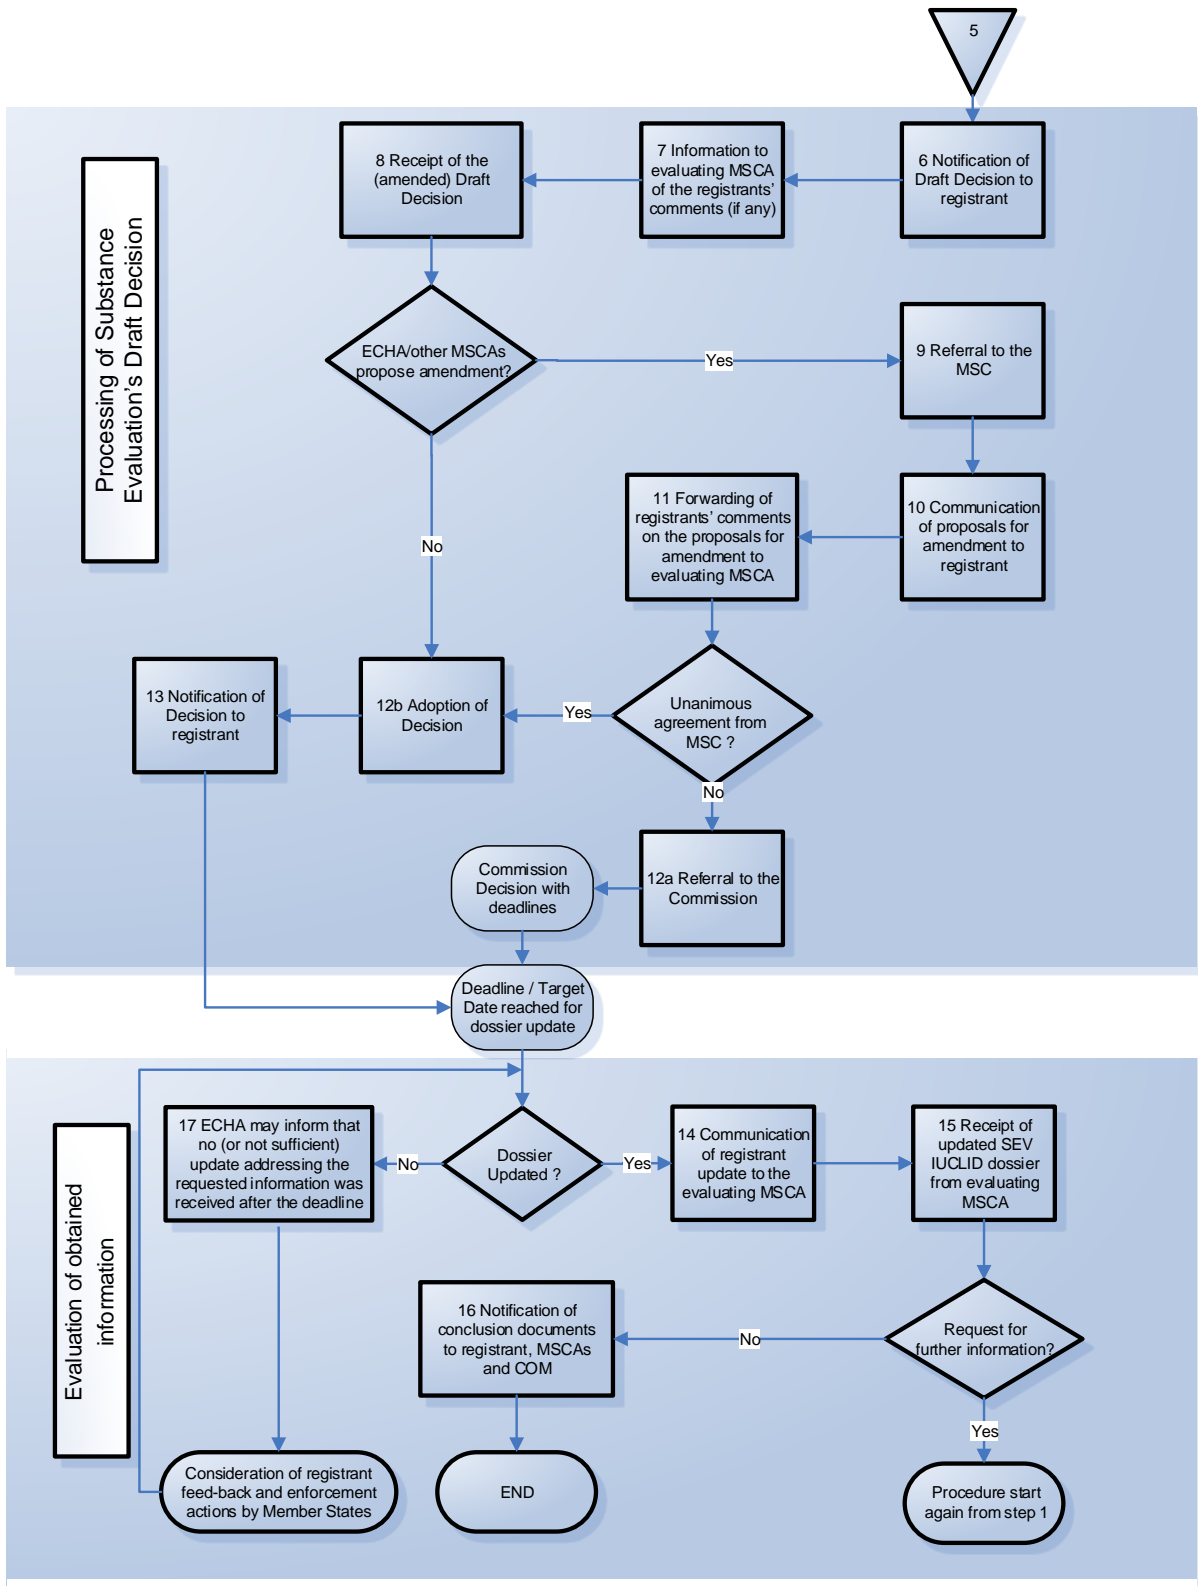 5
Processing of Substance
Evaluation's Draft Decision
8 Receipt of the
(amended) Draft
Decision
7 Information to
evaluating MSCA
of the registrants'
comments (if any)
6 Notification of
Draft Decision to
registrant
ECHA/other MSCAs
propose amendment?
Yes
9 Referral to the
MSC
No
11 Forwarding of
registrants' comments
on the proposals for
amendment to
evaluating MSCA
10 Communication
of proposals for
amendment to
registrant
13 Notification of
Decision to
registrant
12b Adoption of
Decision
Yes
Unanimous
agreement from
MSC ?
No
Commission
Decision with
deadlines
12a Referral to the
Commission
Deadline / Target
Date reached for
dossier update
Evaluation of obtained
information
17 ECHA may inform that
no (or not sufficient)
update addressing the
requested information was
received after the deadline
No
Dossier
Updated ?
Yes
14 Communication
of registrant
update to the
evaluating MSCA
15 Receipt of
updated SEV
IUCLID dossier
from evaluating
MSCA
16 Notification of
conclusion documents
to registrant, MSCAs
and COM
No
Request for
further information?
Yes
Consideration of registrant
feed-back and enforcement
actions by Member States
END
Procedure start
again from step 1